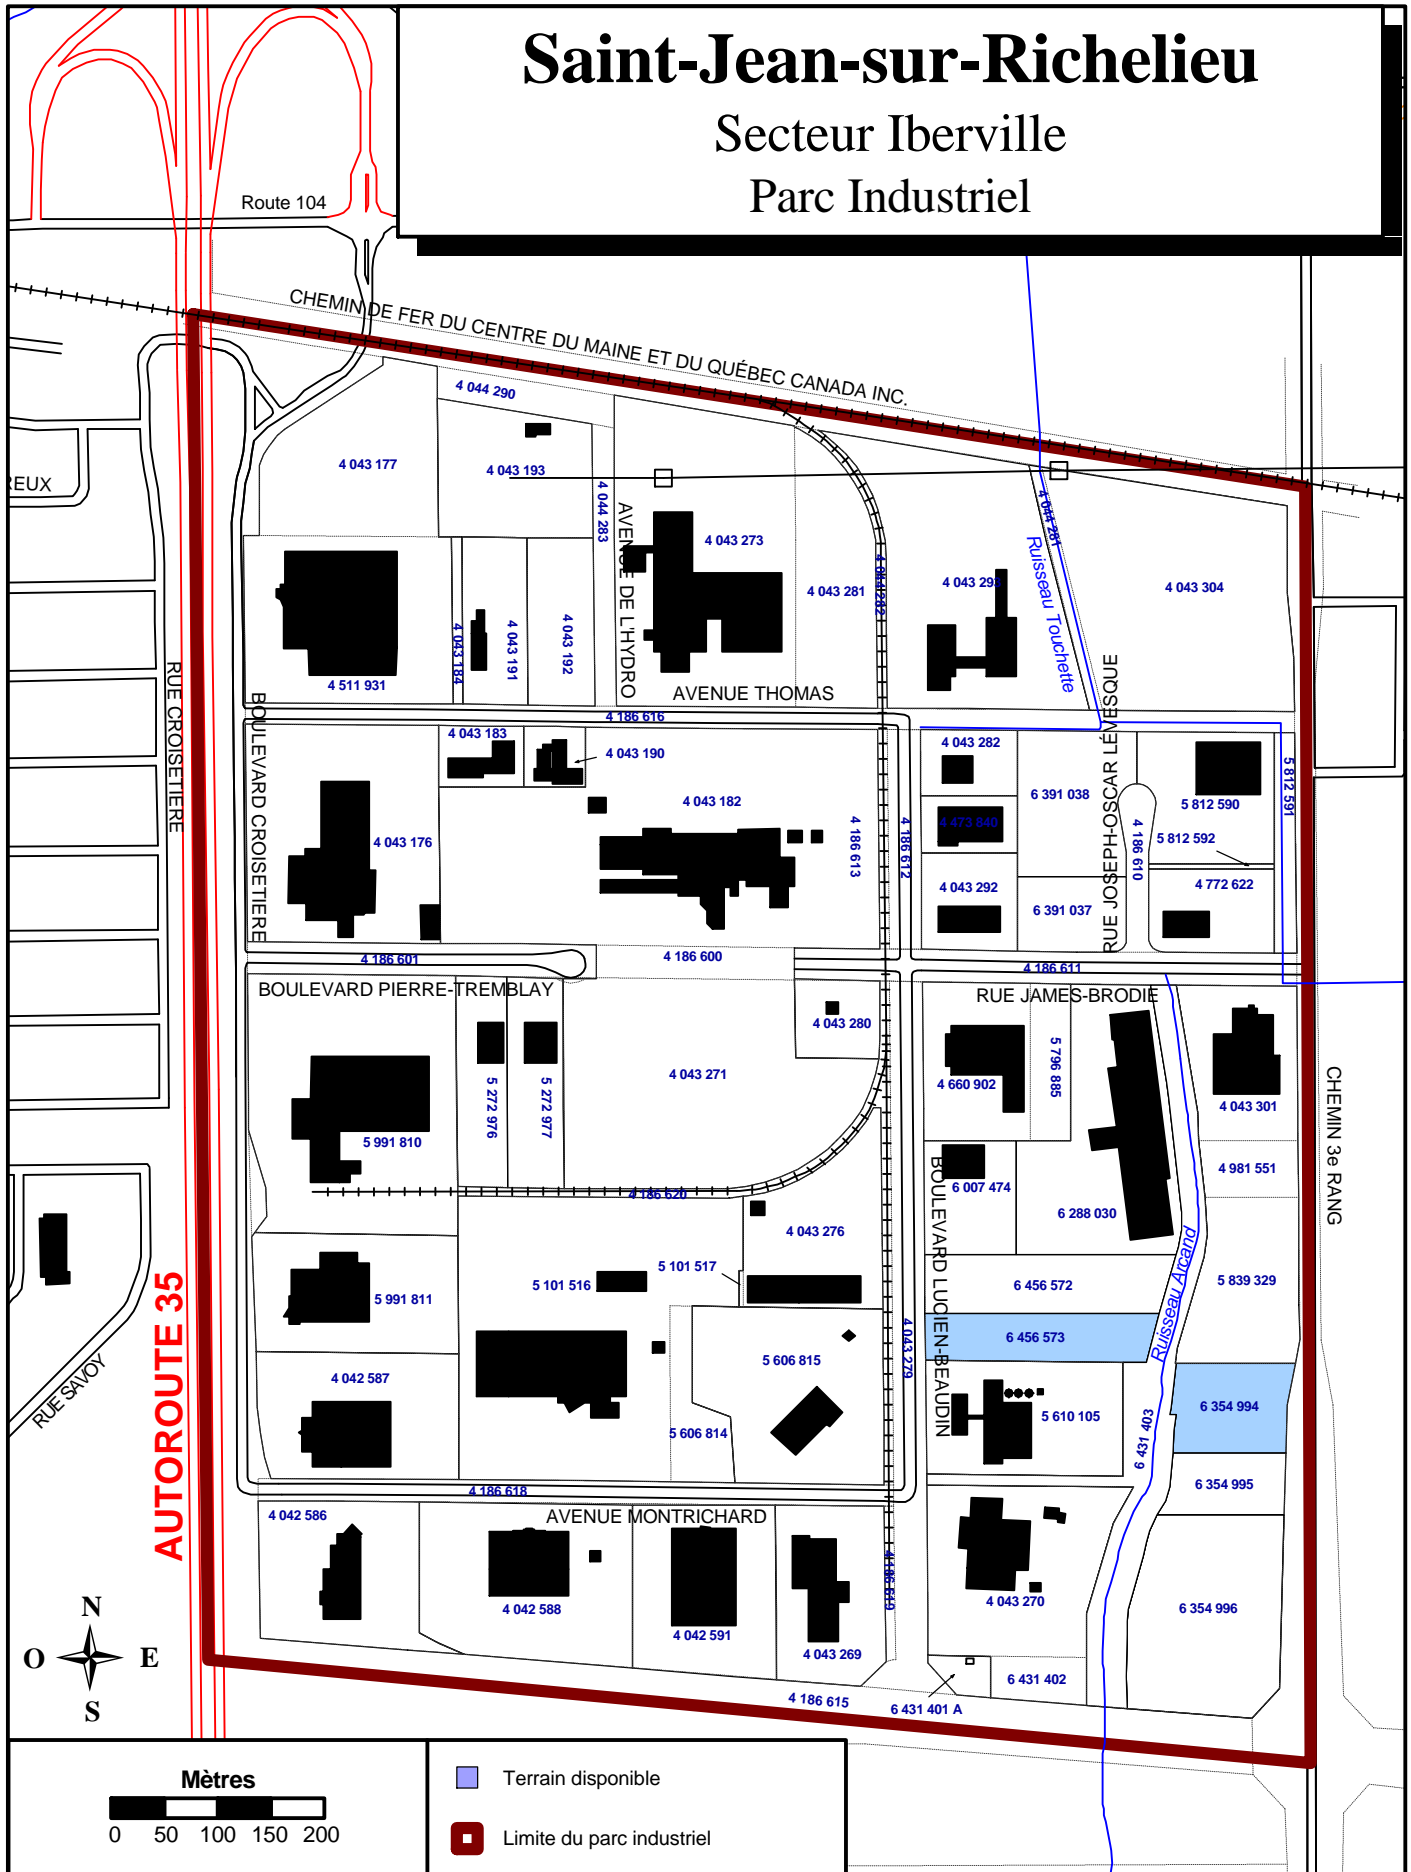 Saint-Jean-sur-Richelieu
Secteur Iberville
Parc Industriel
Route 104
CHEMIN DE FER DU CENTRE DU MAINE ET DU QUÉBEC CANADA INC.
4 044 290
4 043 177
4 043 193
REUX
4 044 283
AVENUE DE L'HYDRO
4 043 273
4 043 281
4 044 282
4 043 293
4 044 281
Ruisseau Touchette
4 043 304
4 511 931
4 043 184
4 043 191
4 043 192
AVENUE THOMAS
4 186 616
RUE CROISETIERE
BOULEVARD CROISETIERE
4 043 183
4 043 190
4 043 182
4 043 176
4 186 613
4 186 612
4 043 282
4 473 840
4 043 292
6 391 038
6 391 037
RUE JOSEPH-OSCAR LÉVESQUE
4 186 610
5 812 590
5 812 591
5 812 592
4 772 622
4 186 601
4 186 600
4 186 611
BOULEVARD PIERRE-TREMBLAY
RUE JAMES-BRODIE
4 043 280
4 043 271
5 272 976
5 272 977
5 991 810
4 660 902
5 796 885
4 043 301
CHEMIN 3e RANG
4 981 551
6 007 474
6 288 030
BOULEVARD LUCIEN-BEAUDIN
4 186 620
4 043 276
5 101 517
5 101 516
5 991 811
6 456 572
5 839 329
Ruisseau Arcand
6 456 573
4 043 279
5 606 815
4 042 587
5 606 814
5 610 105
6 431 403
6 354 994
6 354 995
RUE SAVOY
AUTOROUTE 35
4 186 618
AVENUE MONTRICHARD
4 042 586
4 042 588
4 042 591
4 043 269
4 186 619
4 043 270
6 354 996
6 431 402
6 431 401 A
4 186 615
N
O E
S
Mètres
0 50 100 150 200
Terrain disponible
Limite du parc industriel